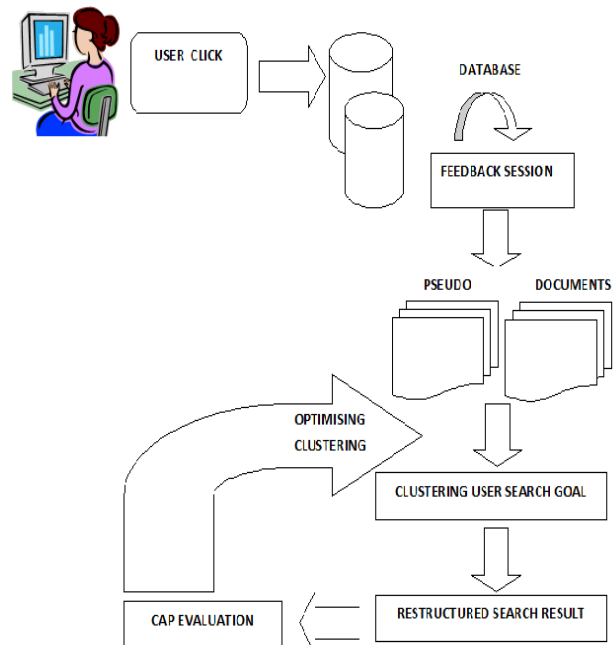 USER CLICK
DATABASE
FEEDBACK SESSION
PSEUDO DOCUMENTS
OPTIMISING
CLUSTERING
CLUSTERING USER SEARCH GOAL
RESTRUCTURED SEARCH RESULT
CAP EVALUATION